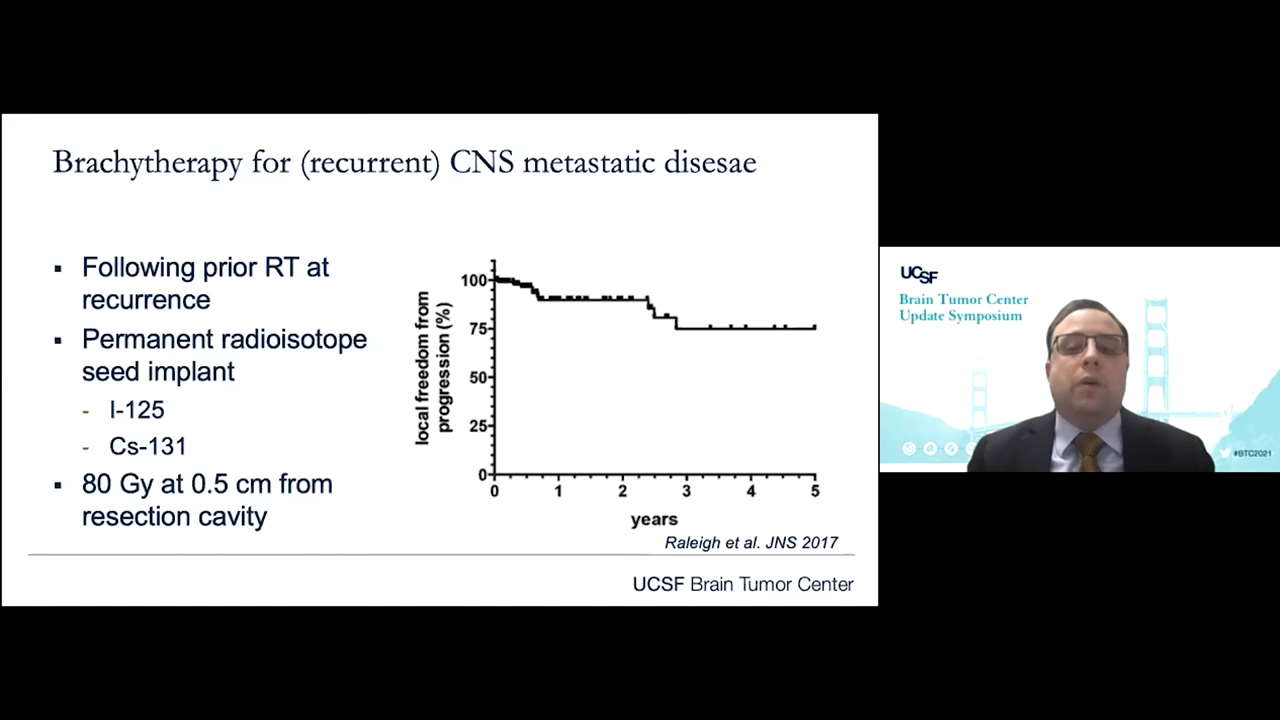 Brachytherapy for (recurrent) CNS metastatic disesae
▪ Following prior RT at
recurrence
▪ Permanent radioisotope
seed implant
- I-125
- Cs-131
▪ 80 Gy at 0.5 cm from
resection cavity
local freedom from
progression (%)
100
75
50
25
0
0 1 2 3 4 5
years
Raleigh et al. JNS 2017
UCSF Brain Tumor Center
UCSF
Brain Tumor Center
Update Symposium
#BTC2021